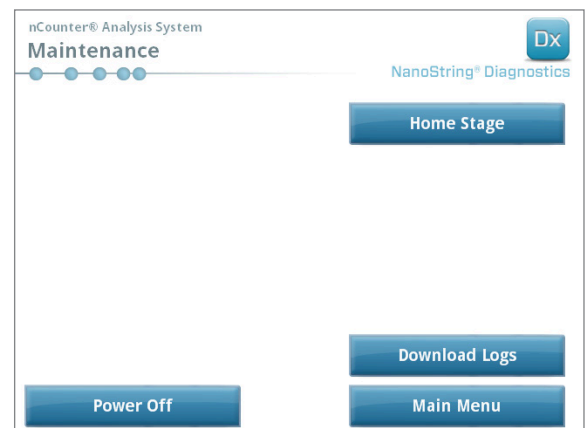 nCounter® Analysis System
Maintenance
Dx
NanoString® Diagnostics
Home Stage
Download Logs
Power Off
Main Menu